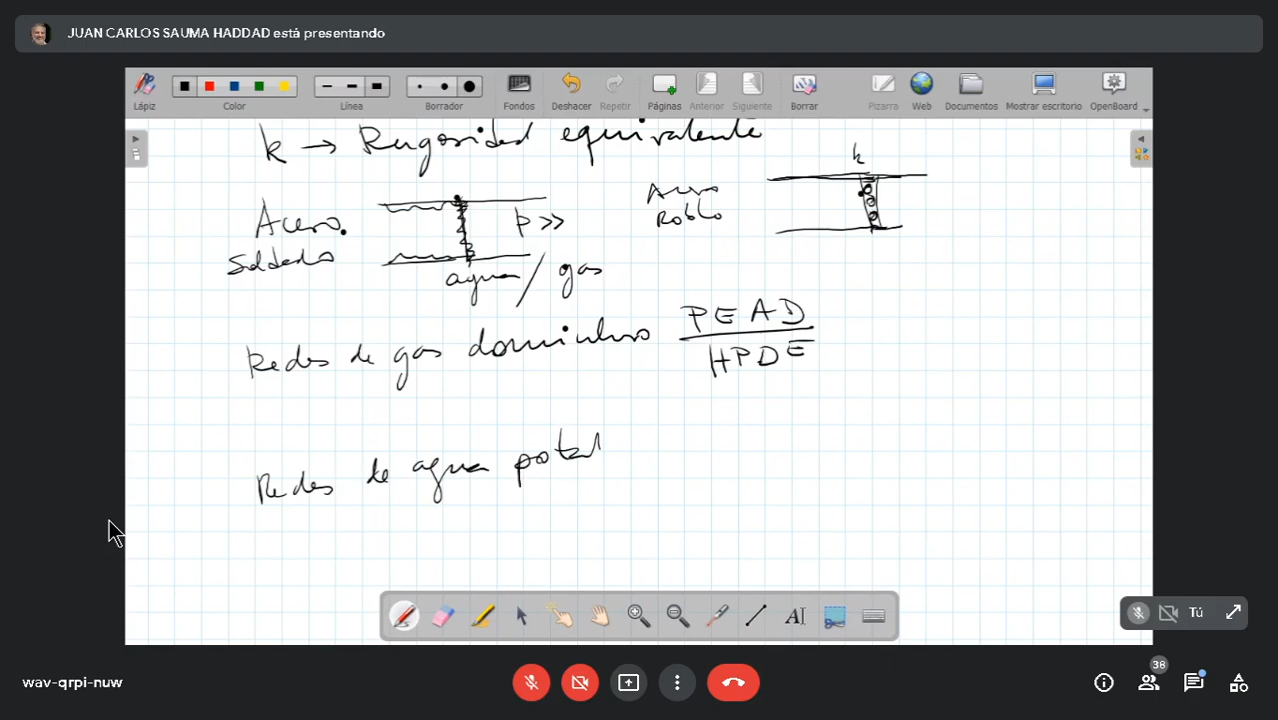 JUAN CARLOS SAUMA HADDAD está presentando
Lápiz Color Línea Borrador Fondos Deshacer Repetir Páginas Anterior Siguiente Borrar Pizarra Web Documentos Mostrar escritorio OpenBoard
k → Rugosidad equivalente
k
Acero. P >> Acero
Soldado Roblo
agua / gas
Redes de gas domiciliario PEAD
HPDE
Redes de agua potabl
Tú
wav-qrpi-nuw
38